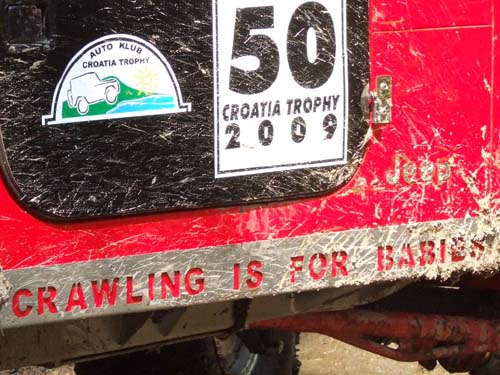 AUTO KLUB
CROATIA TROPHY
50
CROATIA TROPHY
2009
Jeep
CRAWLING IS FOR BABIES